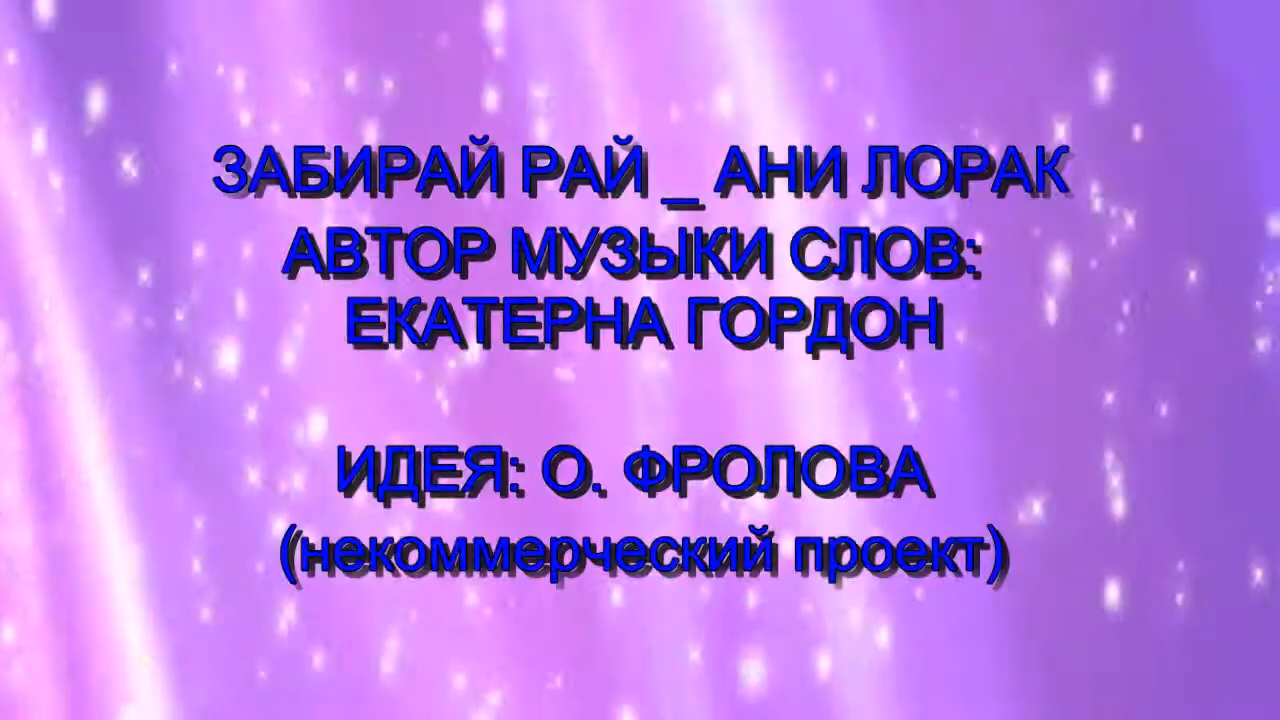 ЗАБИРАЙ РАЙ _ АНИ ЛОРАК
АВТОР МУЗЫКИ СЛОВ:
ЕКАТЕРНА ГОРДОН
ИДЕЯ: О. ФРОЛОВА
(некоммерческий проект)